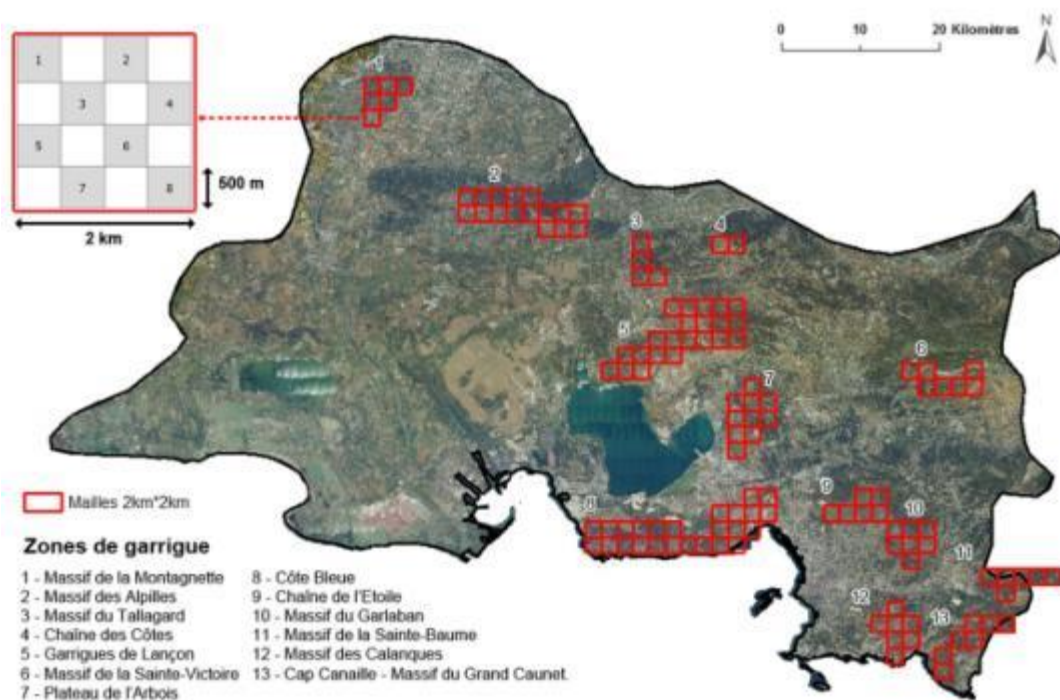 0 10 20 Kilomètres
N
1 2
3 4
5 6
7 8
500 m
2 km
1
2
3
4
5
6
7
8
9
10
11
12
13
Mailles 2km*2km
Zones de garrigue
1 - Massif de la Montagnette
2 - Massif des Alpilles
3 - Massif du Tallagard
4 - Chaîne des Côtes
5 - Garrigues de Lançon
6 - Massif de la Sainte-Victoire
7 - Plateau de l'Arbois
8 - Côte Bleue
9 - Chaîne de l'Etoile
10 - Massif du Garlaban
11 - Massif de la Sainte-Baume
12 - Massif des Calanques
13 - Cap Canaille - Massif du Grand Caunet